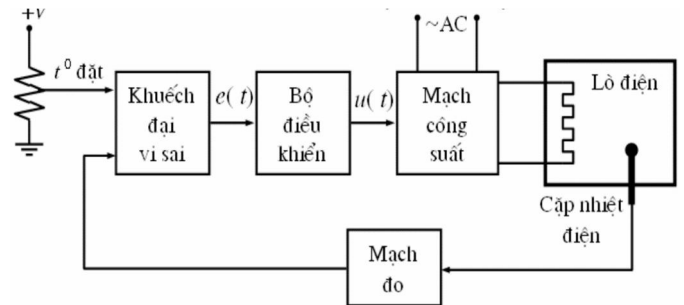 +v
~AC
t⁰ đặt
Khuếch
đại
vi sai
e( t)
Bộ
điều
khiển
u( t)
Mạch
công
suất
Lò điện
Cặp nhiệt
điện
Mạch
đo